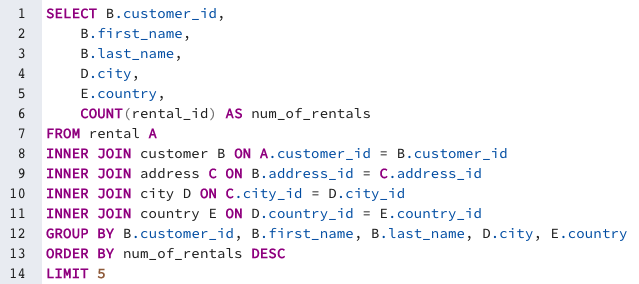 1 SELECT B.customer_id,
2 B.first_name,
3 B.last_name,
4 D.city,
5 E.country,
6 COUNT(rental_id) AS num_of_rentals
7 FROM rental A
8 INNER JOIN customer B ON A.customer_id = B.customer_id
9 INNER JOIN address C ON B.address_id = C.address_id
10 INNER JOIN city D ON C.city_id = D.city_id
11 INNER JOIN country E ON D.country_id = E.country_id
12 GROUP BY B.customer_id, B.first_name, B.last_name, D.city, E.country
13 ORDER BY num_of_rentals DESC
14 LIMIT 5